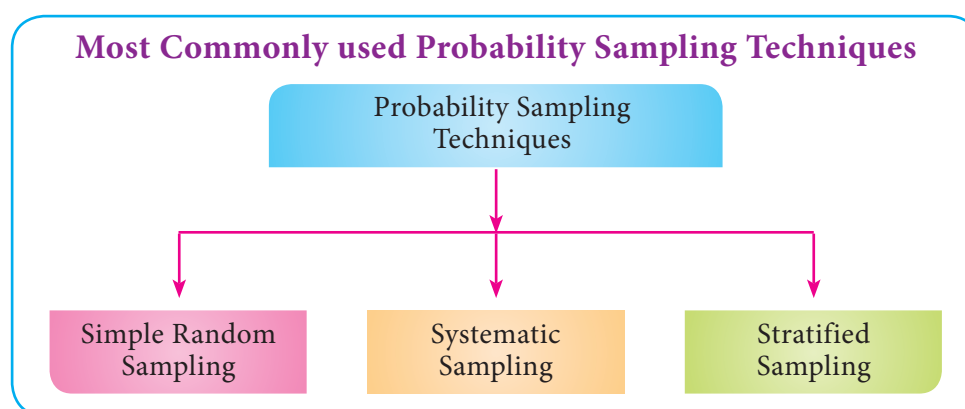 Most Commonly used Probability Sampling Techniques
Probability Sampling
Techniques
Simple Random
Sampling
Systematic
Sampling
Stratified
Sampling